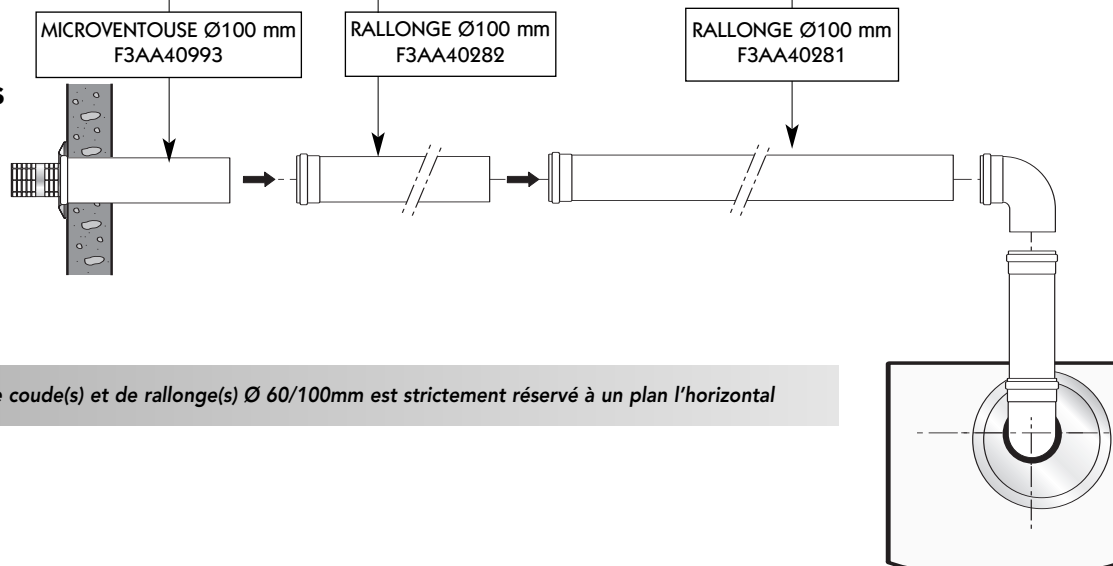 MICROVENTOUSE Ø100 mm
F3AA40993
RALLONGE Ø100 mm
F3AA40282
RALLONGE Ø100 mm
F3AA40281
s
e coude(s) et de rallonge(s) Ø 60/100mm est strictement réservé à un plan l’horizontal